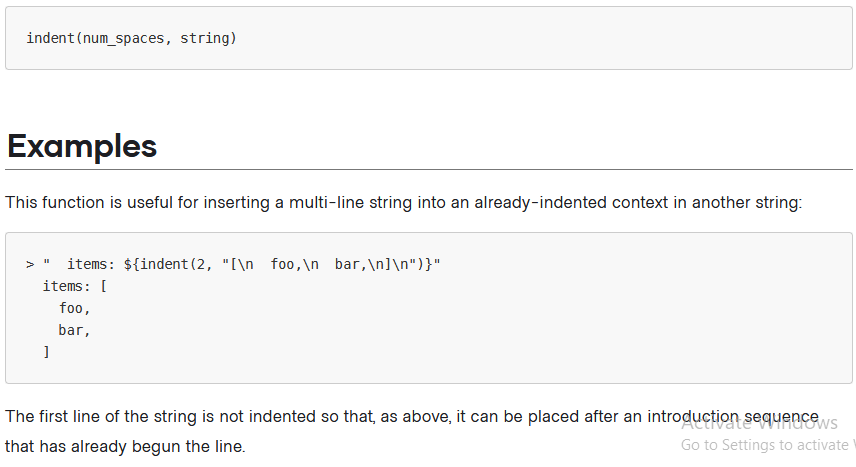 indent(num_spaces, string)
Examples
This function is useful for inserting a multi-line string into an already-indented context in another string:
> "  items: ${indent(2, "[\n  foo,\n  bar,\n]\n")}"
  items: [
    foo,
    bar,
  ]
The first line of the string is not indented so that, as above, it can be placed after an introduction sequence
that has already begun the line.
Activate Windows
Go to Settings to activate